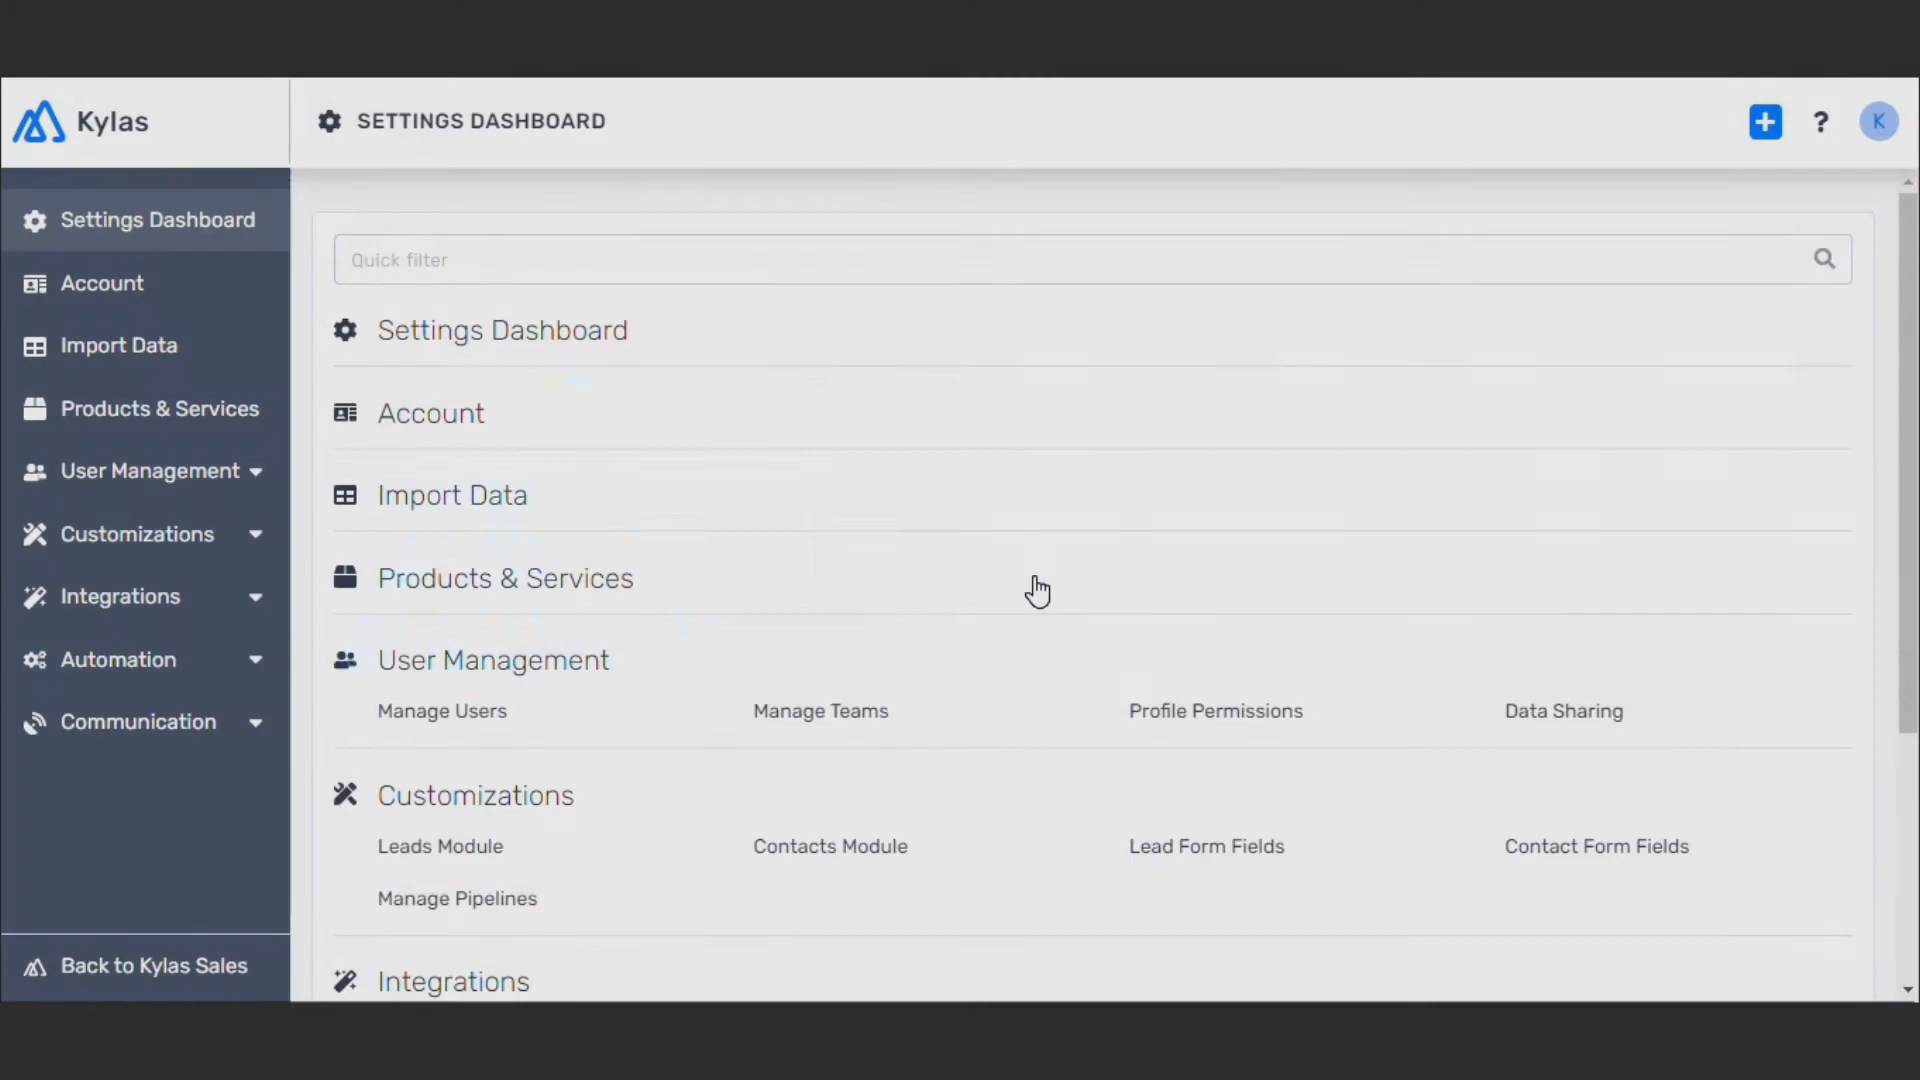 Kylas
SETTINGS DASHBOARD
?
K
Settings Dashboard
Account
Import Data
Products & Services
User Management
Customizations
Integrations
Automation
Communication
Back to Kylas Sales
Quick filter
Settings Dashboard
Account
Import Data
Products & Services
User Management
Manage Users Manage Teams Profile Permissions Data Sharing
Customizations
Leads Module Contacts Module Lead Form Fields Contact Form Fields
Manage Pipelines
Integrations